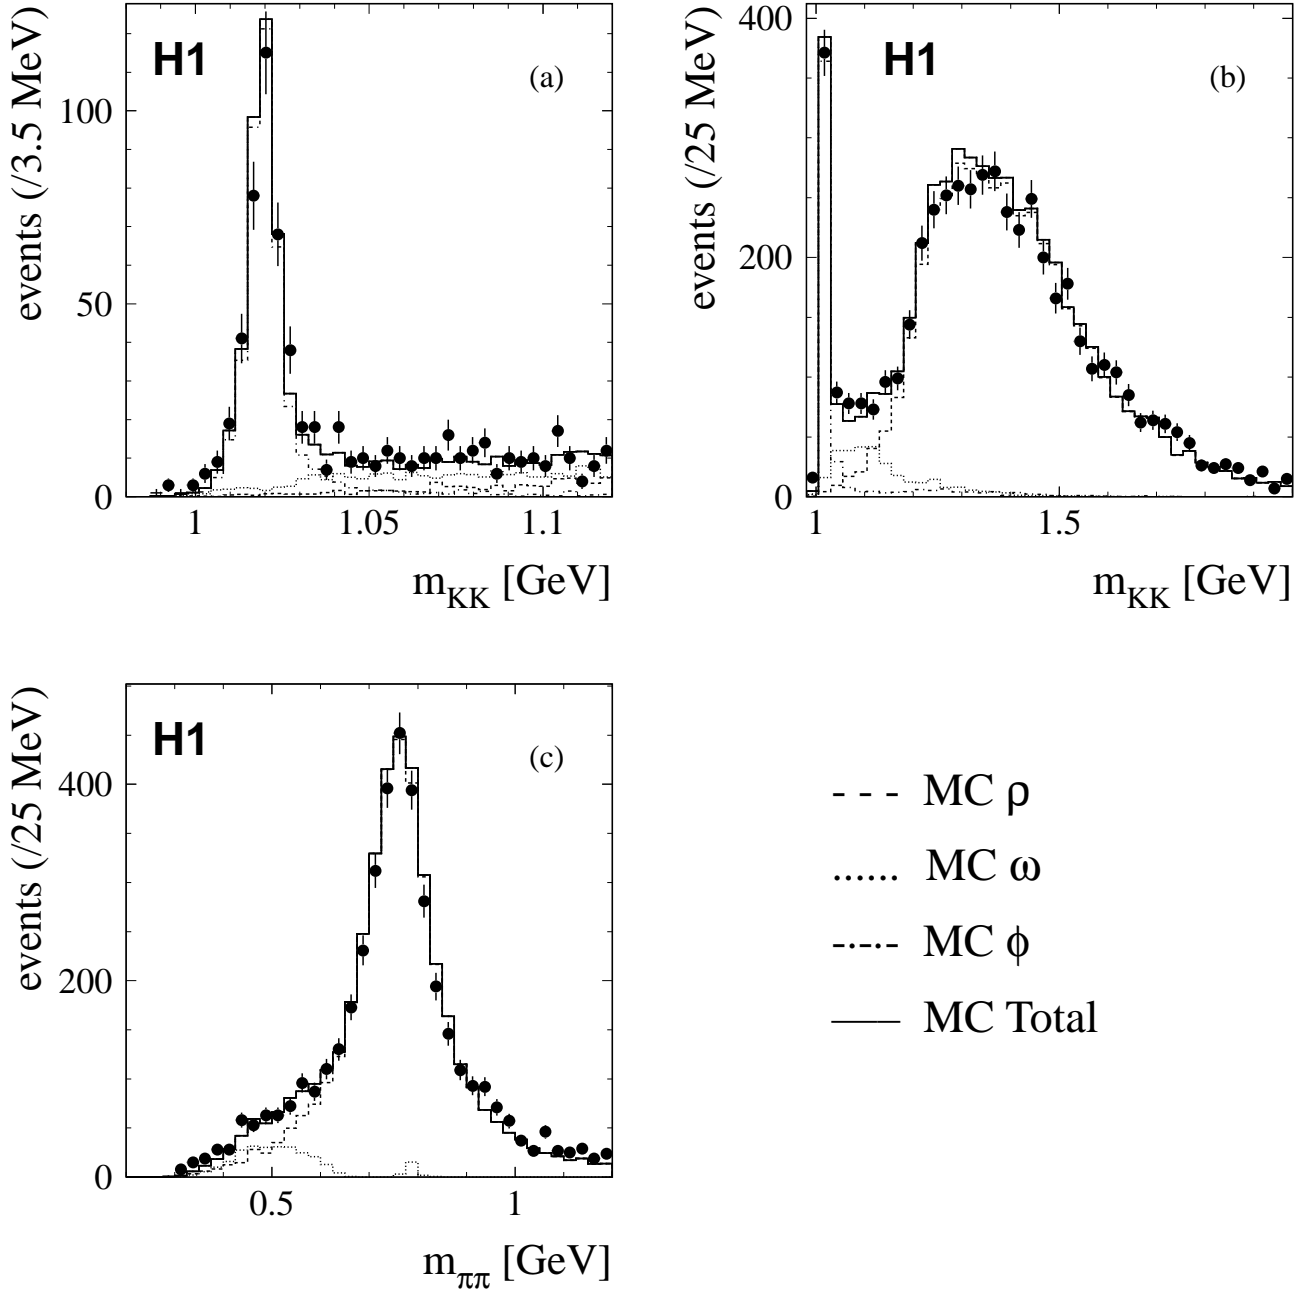 H1
(a)
events (/3.5 MeV)
100
50
0
1
1.05
1.1
m_KK [GeV]
H1
(b)
events (/25 MeV)
400
200
0
1
1.5
m_KK [GeV]
H1
(c)
events (/25 MeV)
400
200
0
0.5
1
m_ππ [GeV]
MC ρ
MC ω
MC ϕ
MC Total